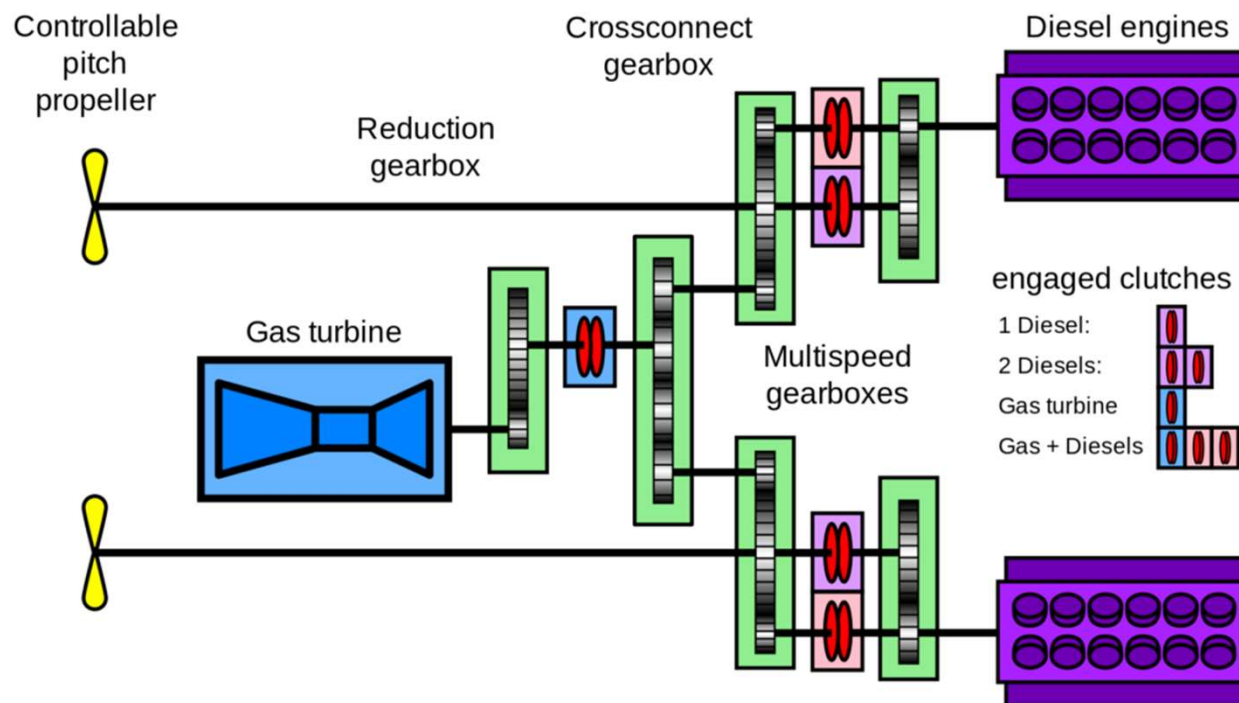 Controllable
pitch
propeller
Reduction
gearbox
Crossconnect
gearbox
Diesel engines
Gas turbine
Multispeed
gearboxes
engaged clutches
1 Diesel:
2 Diesels:
Gas turbine
Gas + Diesels